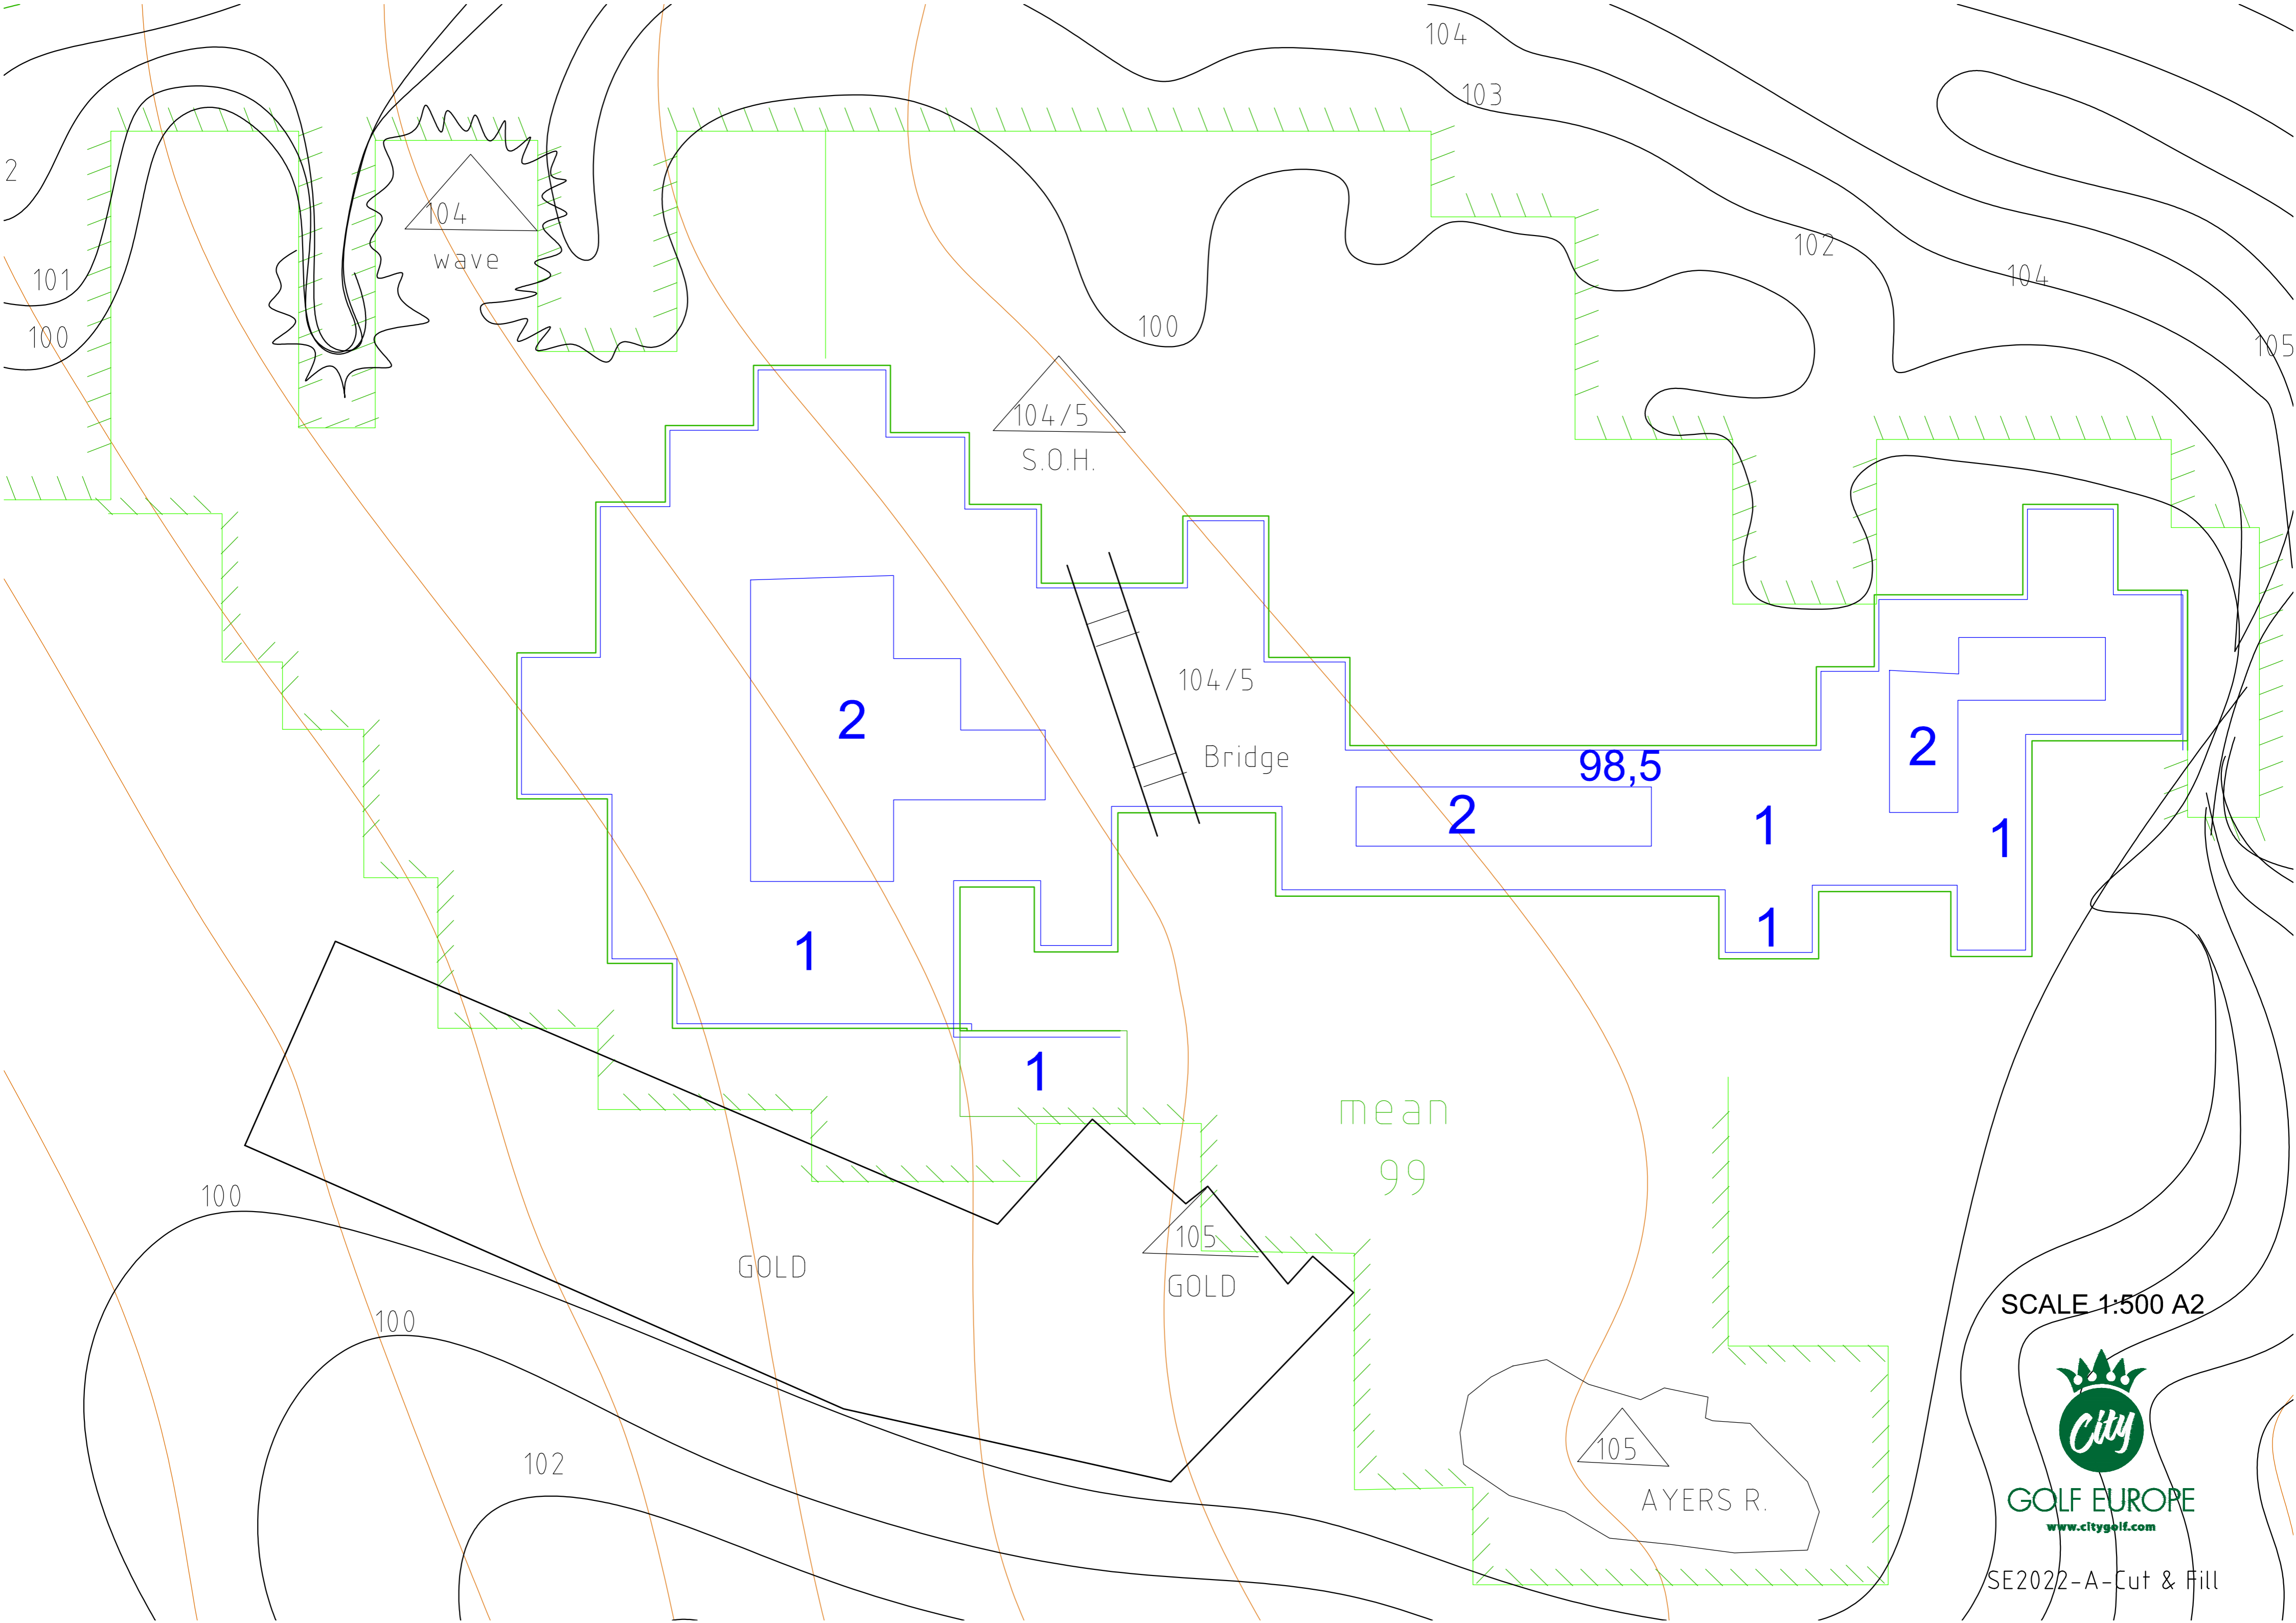 104
103
2
104
wave
102
101
104
100
100
105
104/5
S.O.H.
104/5
2
Bridge
98,5
2
2
1
1
1
1
1
mean
99
100
105
GOLD
GOLD
100
SCALE 1:500 A2
City
105
102
AYERS R.
GOLF EUROPE
www.citygolf.com
SE2022-A-Cut & Fill